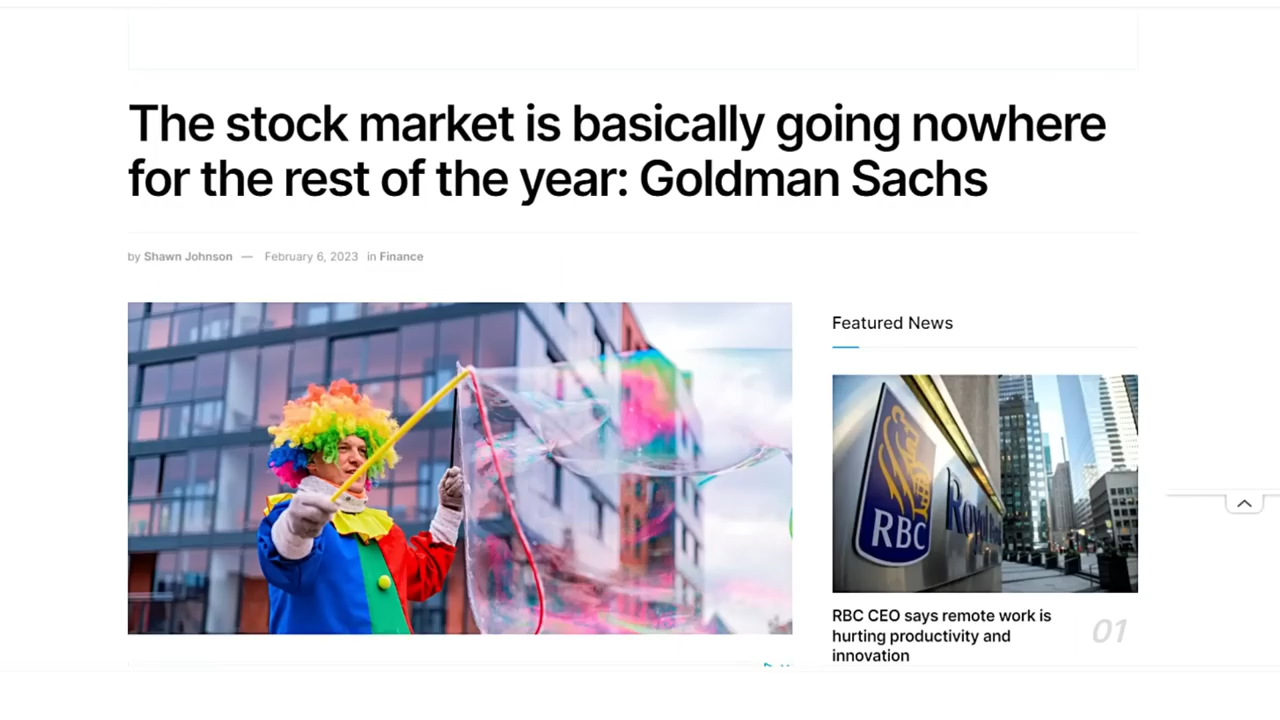 The stock market is basically going nowhere
for the rest of the year: Goldman Sachs
by Shawn Johnson — February 6, 2023 in Finance
Featured News
RBC
Royal
RBC CEO says remote work is
hurting productivity and
innovation
01